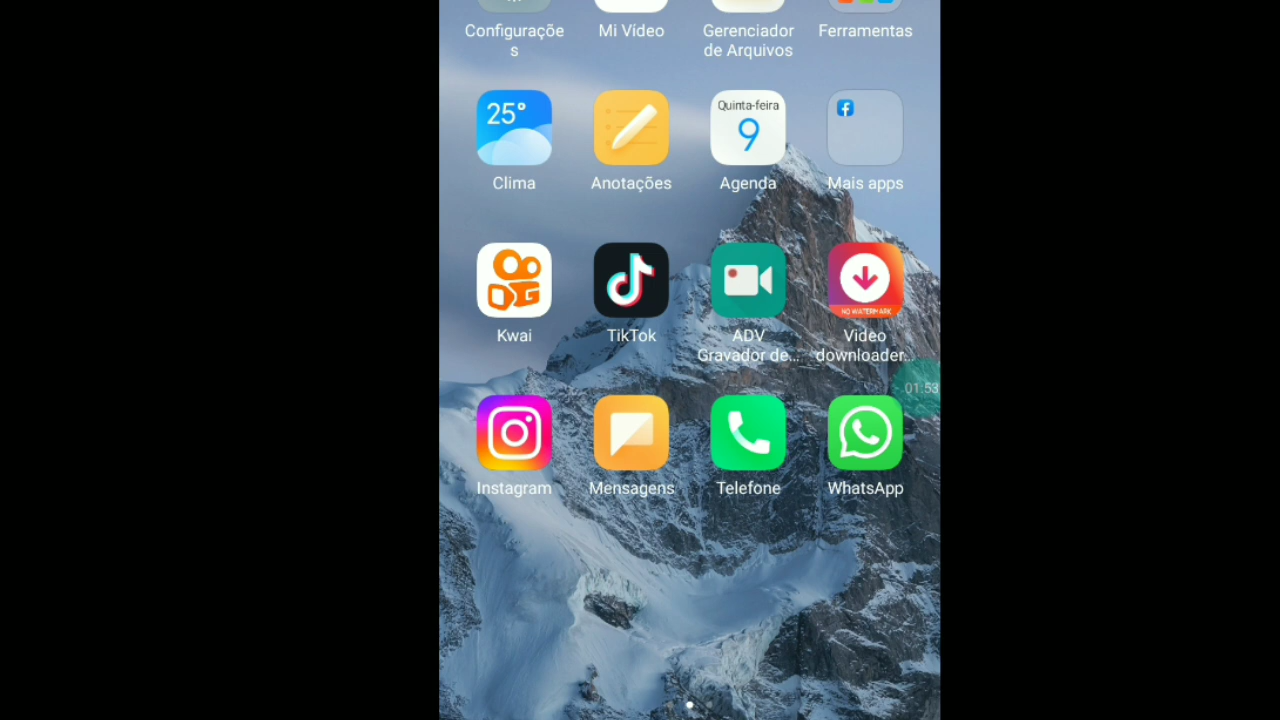 Configuraçõe
s
Mi Vídeo
Gerenciador
de Arquivos
Ferramentas
25°
Quinta-feira
9
Clima
Anotações
Agenda
Mais apps
NO WATERMARK
Kwai
TikTok
ADV
Gravador de...
Video
downloader...
01:53
Instagram
Mensagens
Telefone
WhatsApp